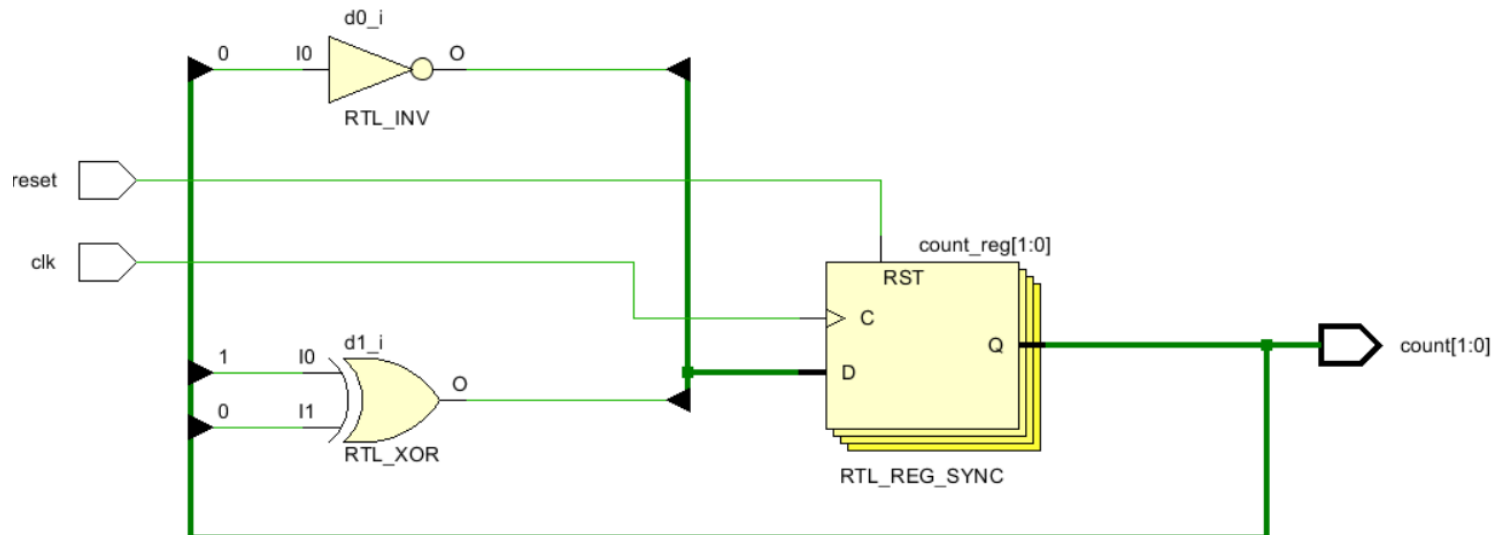 d0_i
0 I0 O
RTL_INV
reset
count_reg[1:0]
clk
RST
C
d1_i
Q
count[1:0]
1 I0
D
O
0 I1
RTL_XOR
RTL_REG_SYNC